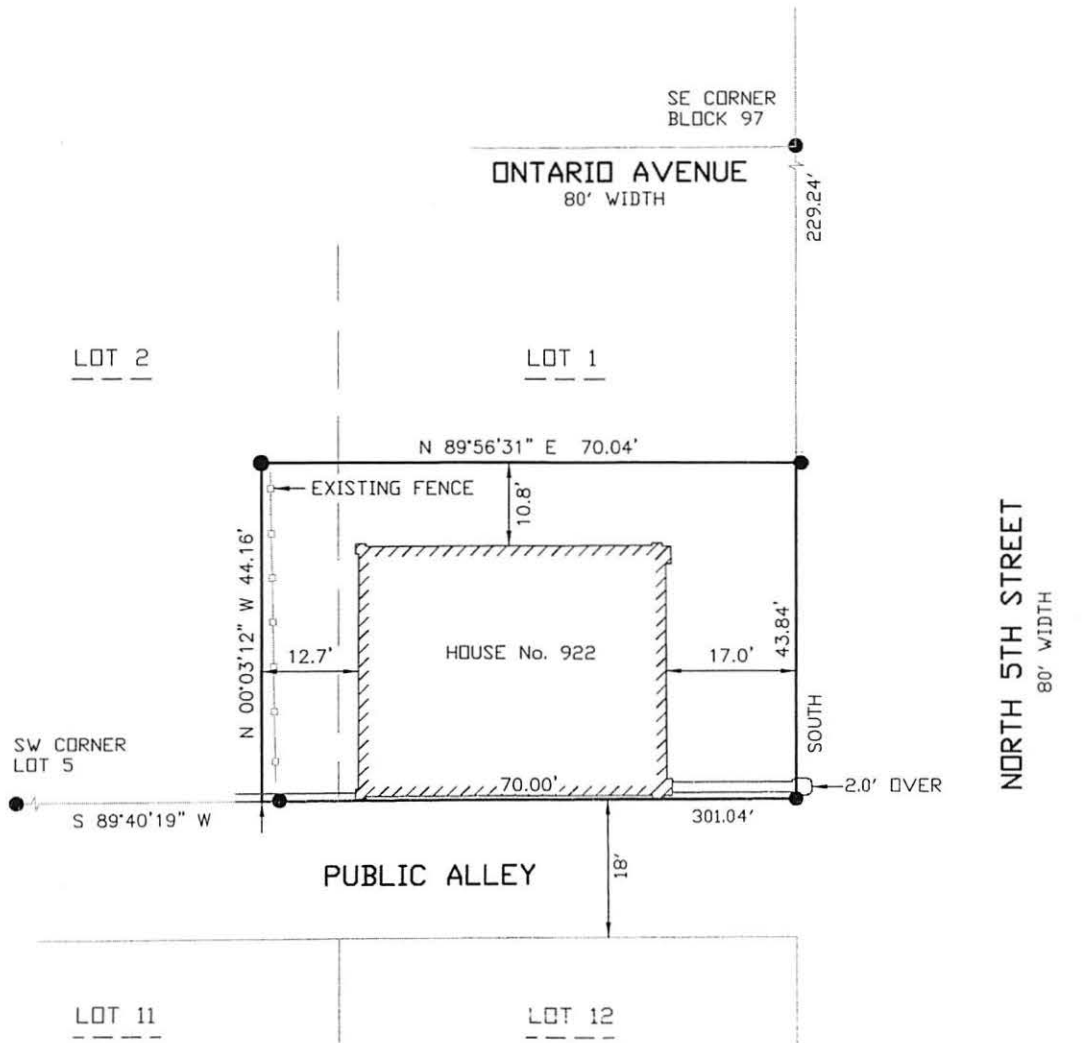 SE CORNER
BLOCK 97
ONTARIO AVENUE
80' WIDTH
229.24'
LOT 2
LOT 1
N 89°56'31" E 70.04'
EXISTING FENCE
10.8'
N 00°03'12" W 44.16'
HOUSE No. 922
12.7'
17.0'
43.84'
SOUTH
NORTH 5TH STREET
80' WIDTH
SW CORNER
LOT 5
70.00'
2.0' OVER
S 89°40'19" W
301.04'
PUBLIC ALLEY
18'
LOT 11
LOT 12